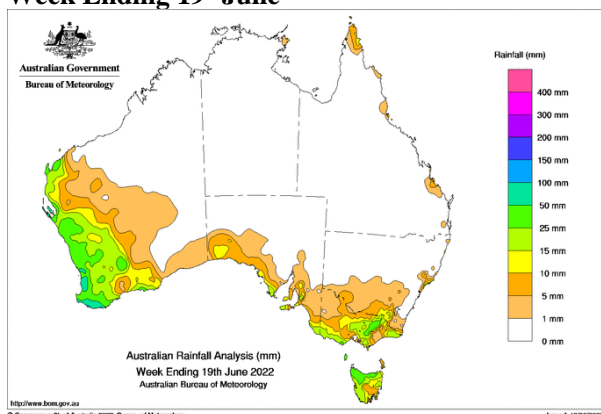 Week Ending 19 June
Australian Government
Bureau of Meteorology
Rainfall (mm)
400 mm
300 mm
200 mm
150 mm
100 mm
50 mm
25 mm
15 mm
10 mm
5 mm
1 mm
0 mm
Australian Rainfall Analysis (mm)
Week Ending 19th June 2022
Australian Bureau of Meteorology
http://www.bom.gov.au